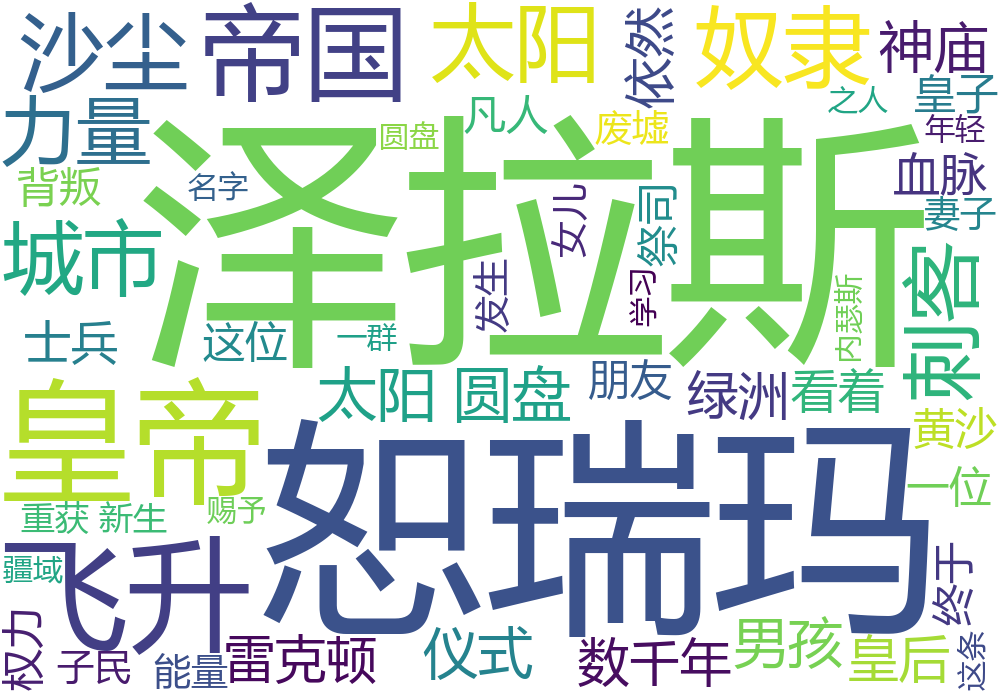 沙尘
帝国
太阳
依然
奴隶
神庙
力量
圆盘
凡人
废墟
之人
皇子
年轻
背叛
名字
泽拉斯
女儿
祭司
血脉
妻子
城市
发生
学习
内瑟斯
刺客
士兵
这位
一群
太阳 圆盘
朋友
绿洲
看着
皇帝
恕瑞玛
黄沙
一位
重获 新生
赐予
飞升
疆域
终于
权力
子民
能量
雷克顿
仪式
数千年
男孩
皇后
这条